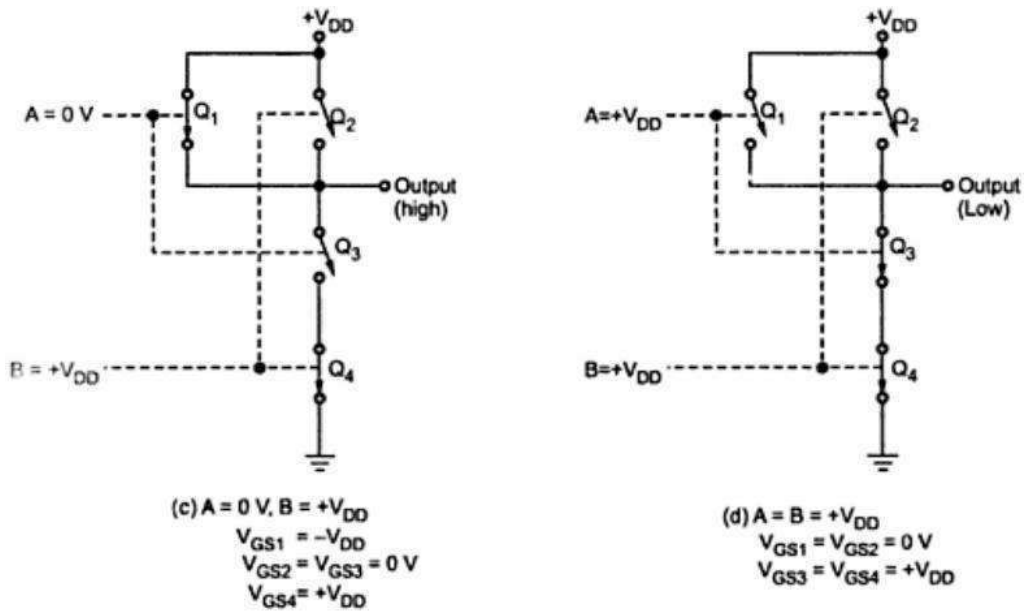 +VDD
A = 0 V
Q1
Q2
Output
(high)
Q3
B = +VDD
Q4
(c) A = 0 V, B = +VDD
VGS1 = –VDD
VGS2 = VGS3 = 0 V
VGS4= +VDD
+VDD
A=+VDD
Q1
Q2
Output
(Low)
Q3
B=+VDD
Q4
(d) A = B = +VDD
VGS1 = VGS2 = 0 V
VGS3 = VGS4 = +VDD